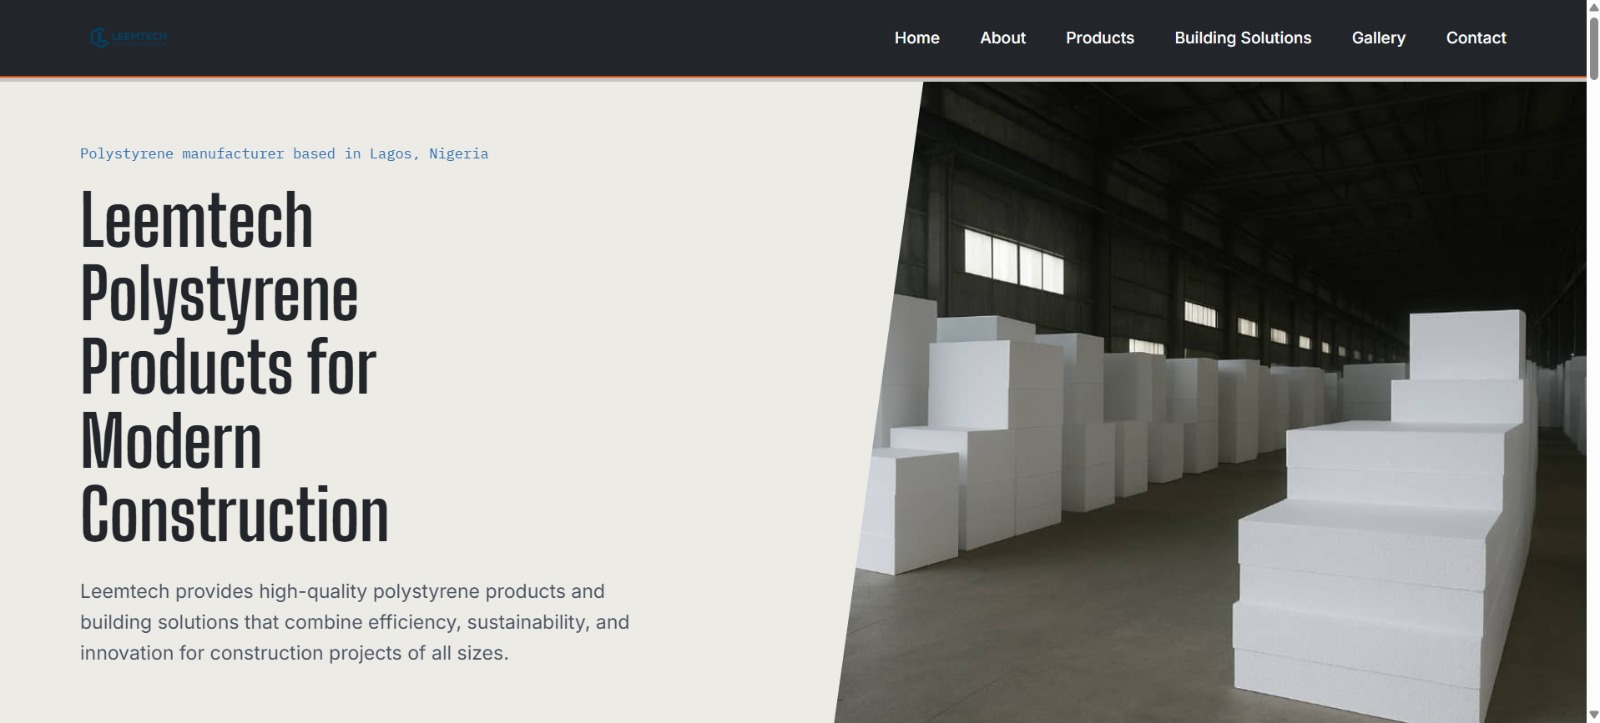 LEEMTECH
Home
About
Products
Building Solutions
Gallery
Contact
Polystyrene manufacturer based in Lagos, Nigeria
Leemtech
Polystyrene
Products for
Modern
Construction
Leemtech provides high-quality polystyrene products and
building solutions that combine efficiency, sustainability, and
innovation for construction projects of all sizes.